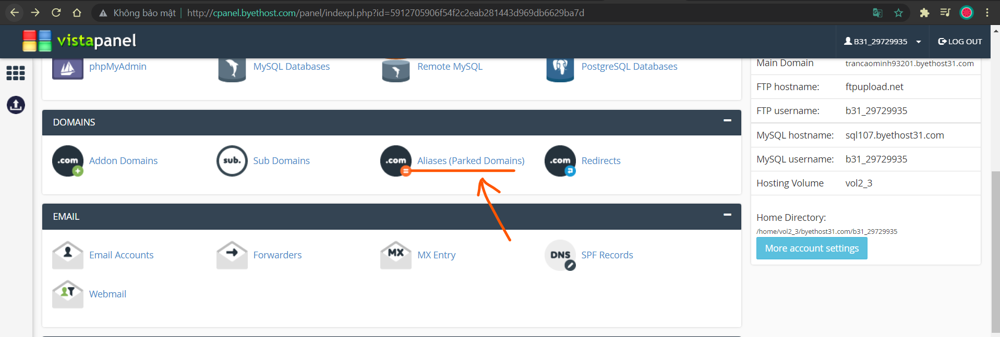 Không bảo mật | http://cpanel.byethost.com/panel/indexpl.php?id=5912705906f54f2c2eab281443d969db6629ba7d
vistapanel
B31_29729935
LOG OUT
phpMyAdmin
MySQL Databases
Remote MySQL
PostgreSQL Databases
DOMAINS
.com
Addon Domains
sub.
Sub Domains
.com
Aliases (Parked Domains)
.com
Redirects
EMAIL
Email Accounts
Forwarders
MX
MX Entry
DNS
SPF Records
Webmail
Main Domain trancaominh93201.byethost31.com
FTP hostname: ftpupload.net
FTP username: b31_29729935
MySQL hostname: sql107.byethost31.com
MySQL username: b31_29729935
Hosting Volume vol2_3
Home Directory:
/home/vol2_3/byethost31.com/b31_29729935
More account settings